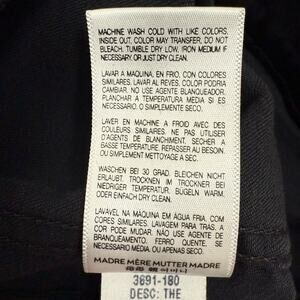 MACHINE WASH COLD WITH LIKE COLORS,
INSIDE OUT, COLOR MAY TRANSFER, DO NOT
BLEACH. TUMBLE DRY LOW. IRON MEDIUM IF
NECESSARY, OR JUST DRY CLEAN.
LAVAR A MAQUINA, EN FRIO, CON COLORES
SIMILARES. LAVAR AL REVES, COLOR PODRIA
CAMBIAR. NO USE AGENTE BLANQUEADOR.
PLANCHAR A TEMPERATURA MEDIA SI ES
NECESARIO, O SIMPLEMENTE SECO.
LAVER EN MACHINE A FROID AVEC DES
COULEURS SIMILAIRES. NE PAS UTILISER
D'AGENTS DE BLANCHIMENT. SECHER A
BASSE TEMPERATURE. REPASSER AU BESOIN
OU SIMPLEMENT NETTOYAGE A SEC.
WASCHEN BEI 30 GRAD. BLEICHEN NICHT
ERLAUBT. TROCKNEN IM TROCKNER BEI
NIEDRIGER TEMPERATUR. BÜGELN WARM.
ODER EINFACH DRY CLEAN.
LAVAVEL NA MAQUINA EM AGUA FRIA, COM
CORES SIMILARES. LAVAGEM PARA TRAS. A
COR PODE MUDAR. NÃO USE AGENTE DE
BRANQUEAMENTO. FERRO QUENTE, SE
NECESSARIO, OU APENAS DRY CLEAN.
MADRE MÈRE MUTTER MADRE
3691-180
DESC: THE